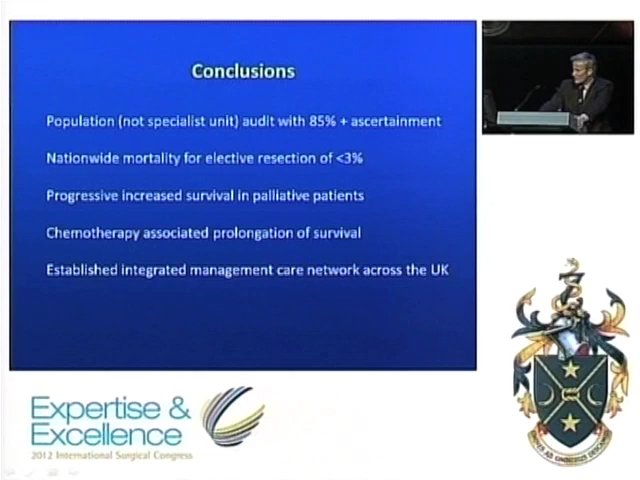 Conclusions
Population (not specialist unit) audit with 85% + ascertainment
Nationwide mortality for elective resection of <3%
Progressive increased survival in palliative patients
Chemotherapy associated prolongation of survival
Established integrated management care network across the UK
Expertise &
Excellence
2012 International Surgical Congress